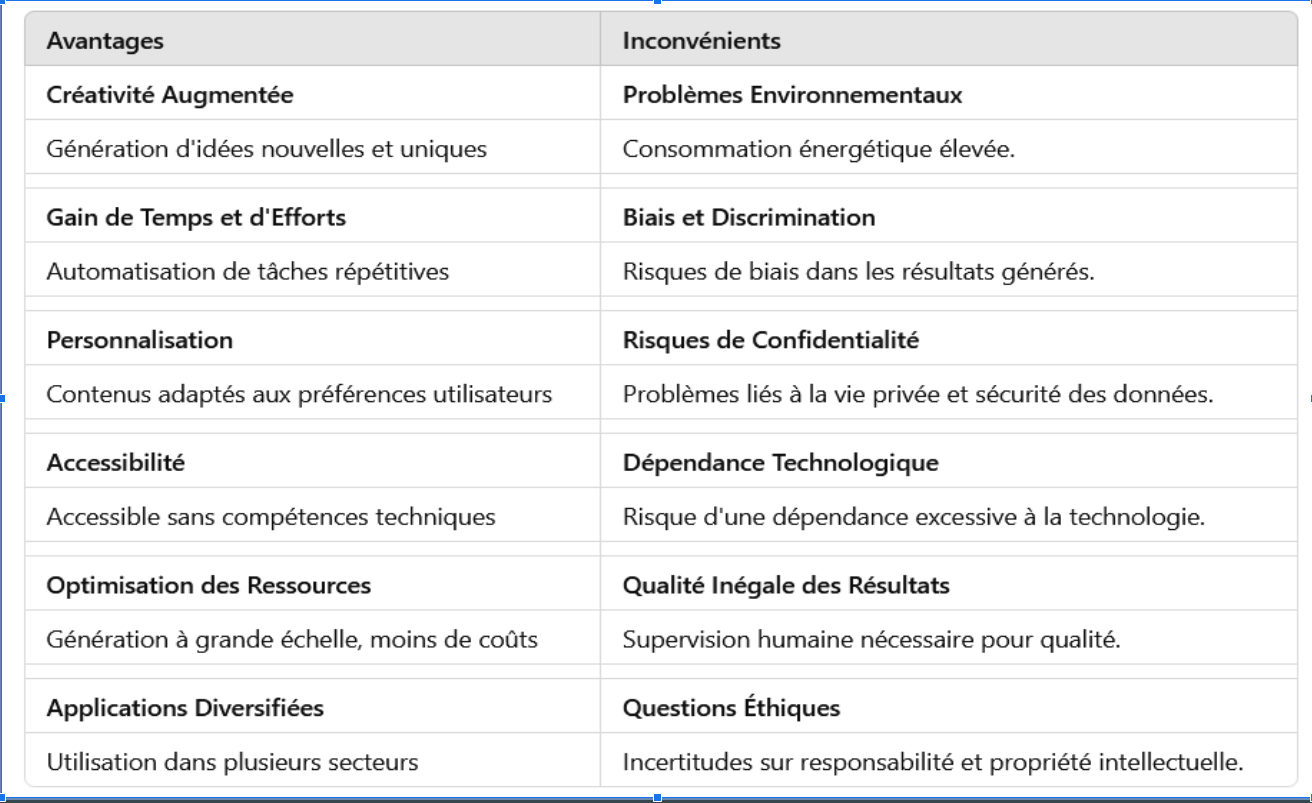 Avantages Inconvénients
Créativité Augmentée Problèmes Environnementaux
Génération d'idées nouvelles et uniques Consommation énergétique élevée.
Gain de Temps et d'Efforts Biais et Discrimination
Automatisation de tâches répétitives Risques de biais dans les résultats générés.
Personnalisation Risques de Confidentialité
Contenus adaptés aux préférences utilisateurs Problèmes liés à la vie privée et sécurité des données.
Accessibilité Dépendance Technologique
Accessible sans compétences techniques Risque d'une dépendance excessive à la technologie.
Optimisation des Ressources Qualité Inégale des Résultats
Génération à grande échelle, moins de coûts Supervision humaine nécessaire pour qualité.
Applications Diversifiées Questions Éthiques
Utilisation dans plusieurs secteurs Incertitudes sur responsabilité et propriété intellectuelle.